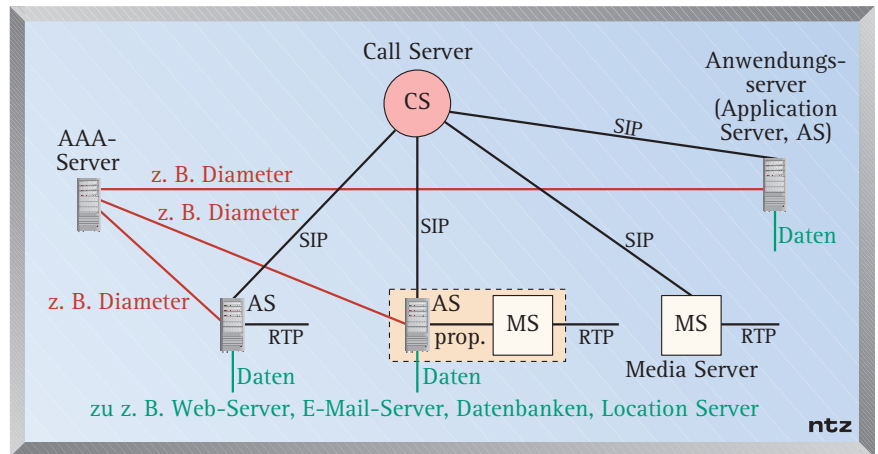 Call Server
CS
Anwendungs-
server
(Application
Server, AS)
AAA-
Server
SIP
z. B. Diameter
z. B. Diameter
SIP
SIP
SIP
Daten
z. B. Diameter
AS
RTP
AS
prop.
MS
RTP
MS
RTP
Media Server
Daten
Daten
zu z. B. Web-Server, E-Mail-Server, Datenbanken, Location Server
ntz